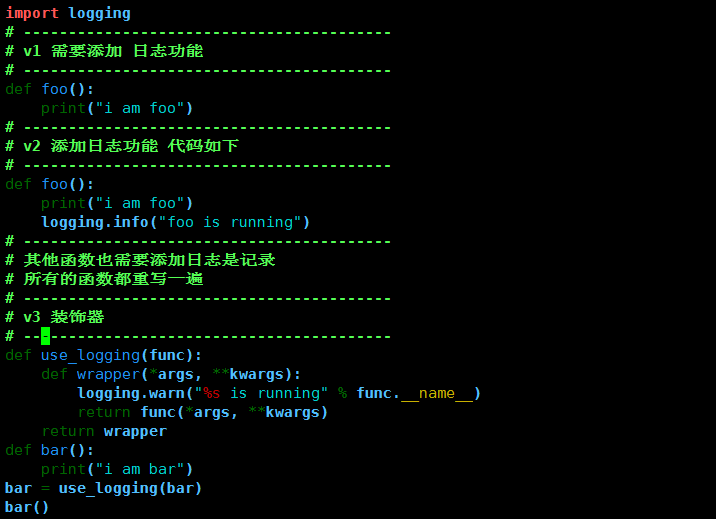 import logging
# -----------------------------------------
# v1 需要添加 日志功能
# -----------------------------------------
def foo():
    print("i am foo")
# -----------------------------------------
# v2 添加日志功能 代码如下
# -----------------------------------------
def foo():
    print("i am foo")
    logging.info("foo is running")
# -----------------------------------------
# 其他函数也需要添加日志是记录
# 所有的函数都重写一遍
# -----------------------------------------
# v3 装饰器
# -----------------------------------------
def use_logging(func):
    def wrapper(*args, **kwargs):
        logging.warn("%s is running" % func.__name__)
        return func(*args, **kwargs)
    return wrapper
def bar():
    print("i am bar")
bar = use_logging(bar)
bar()